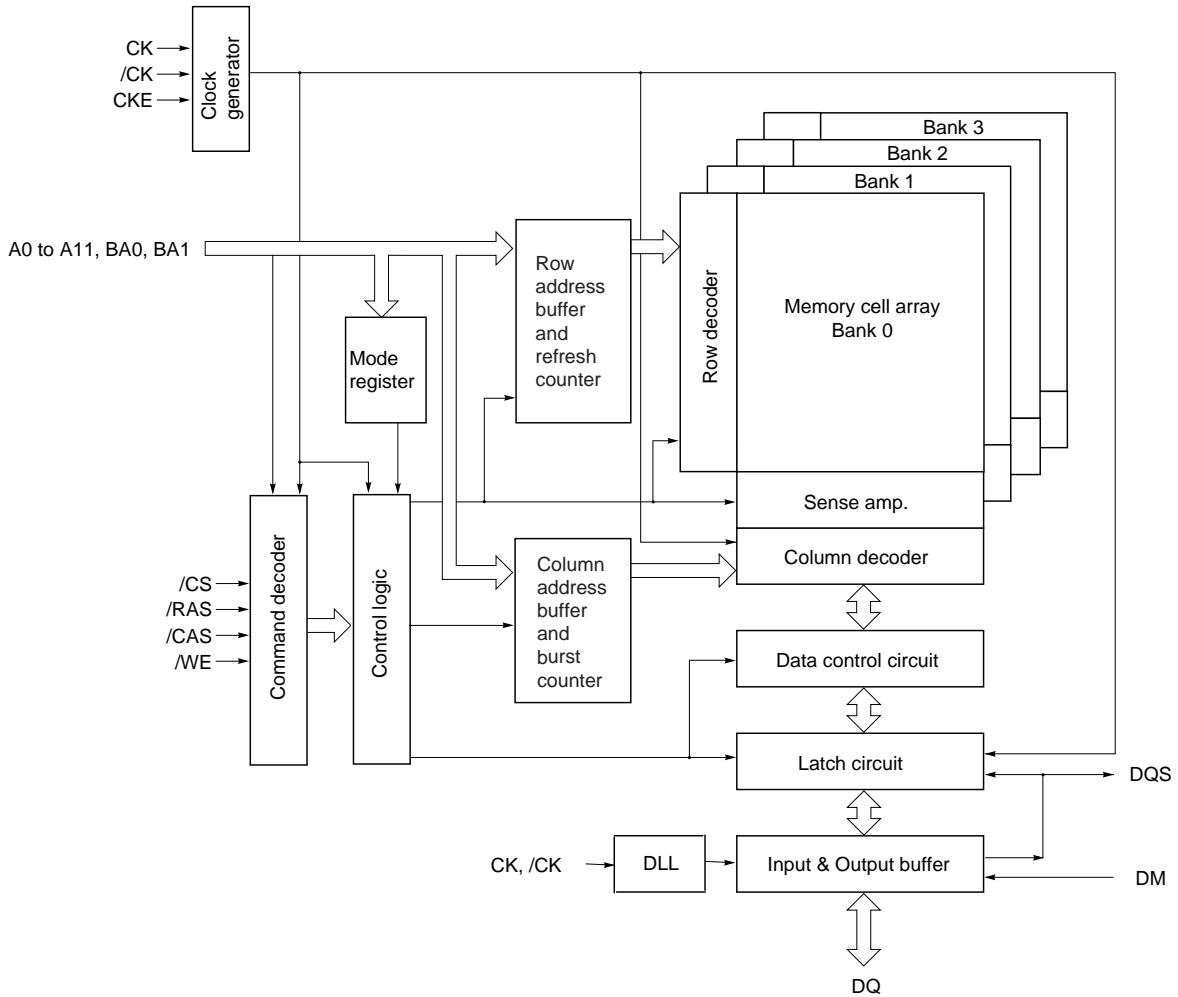 CK
/CK
CKE
Clock
generator
Bank 3
Bank 2
Bank 1
A0 to A11, BA0, BA1
Row
address
buffer
and
refresh
counter
Row decoder
Memory cell array
Bank 0
Mode
register
Sense amp.
Column decoder
Command decoder
Control logic
Column
address
buffer
and
burst
counter
/CS
/RAS
/CAS
/WE
Data control circuit
Latch circuit
DQS
CK, /CK
DLL
Input & Output buffer
DM
DQ